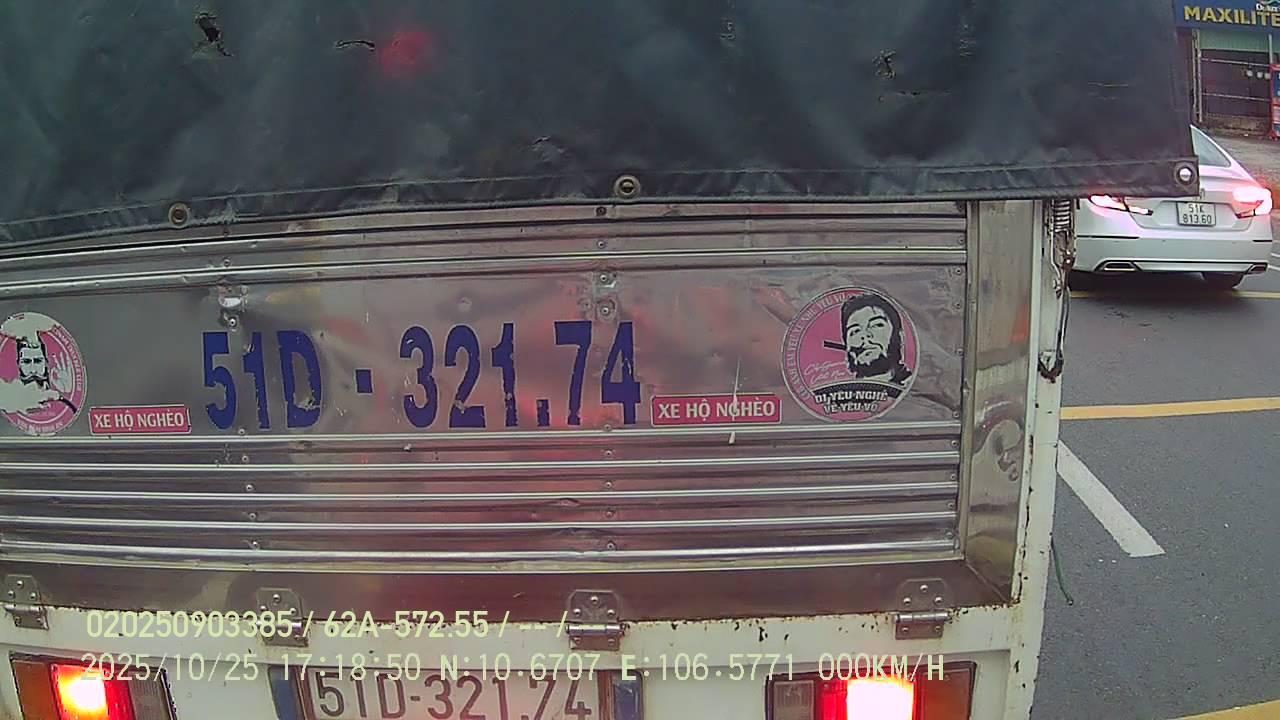 MAXILITE
51K
813.60
51D - 321.74
XE HỘ NGHÈO
XE HỘ NGHÈO
ĐI YÊU NGHỀ
VỀ YÊU VỢ
020250903385 / 62A-572.55 / -- / ---
2025/10/25 17:18:50 N:10.6707 E:106.5771 000KM/H
51D-321.74